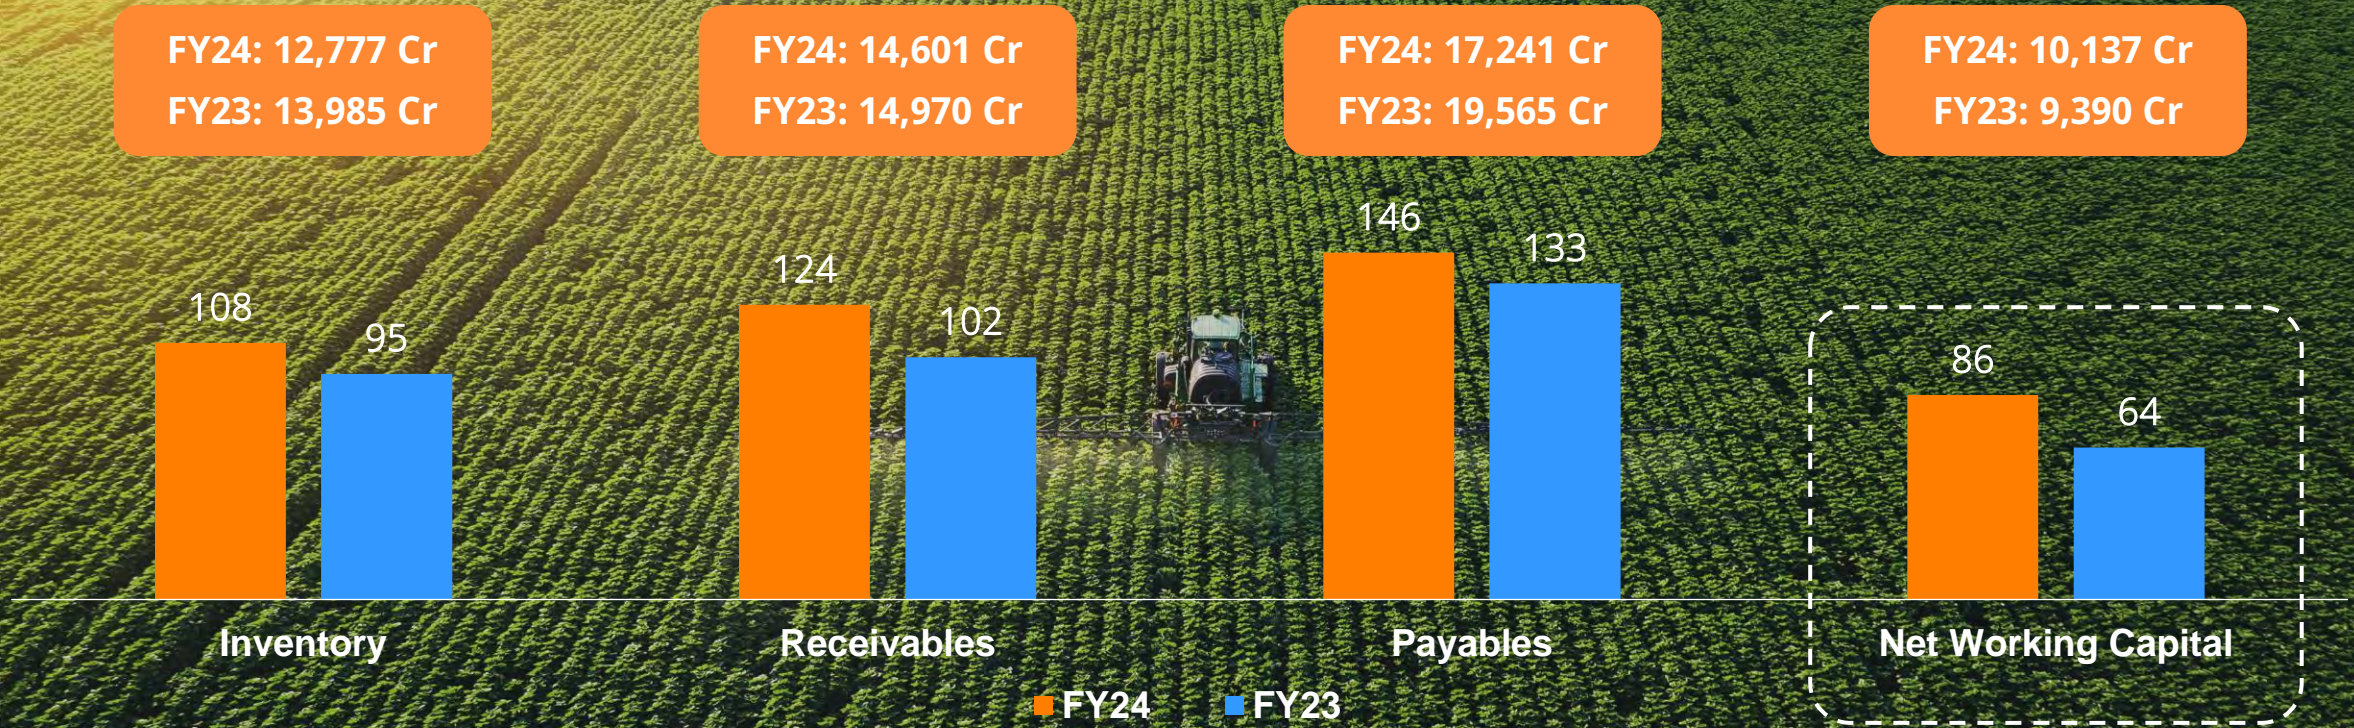 FY24: 12,777 Cr
FY23: 13,985 Cr
FY24: 14,601 Cr
FY23: 14,970 Cr
FY24: 17,241 Cr
FY23: 19,565 Cr
FY24: 10,137 Cr
FY23: 9,390 Cr
108
95
124
102
146
133
86
64
Inventory
Receivables
Payables
Net Working Capital
FY24
FY23